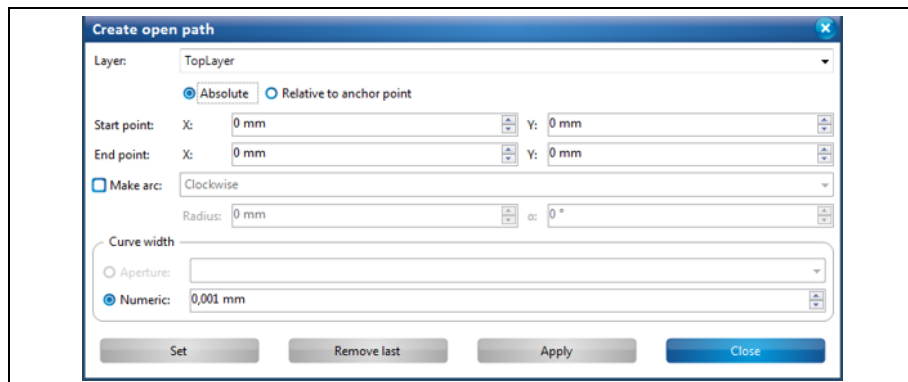 Create open path
Layer: TopLayer
Absolute Relative to anchor point
Start point: X: 0 mm Y: 0 mm
End point: X: 0 mm Y: 0 mm
Make arc: Clockwise
Radius: 0 mm α: 0 °
Curve width
Aperture:
Numeric: 0,001 mm
Set Remove last Apply Close